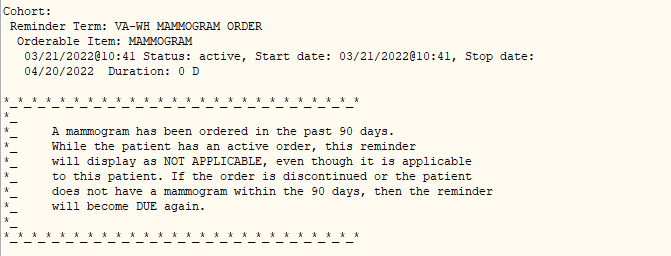 Cohort:
Reminder Term: VA-WH MAMMOGRAM ORDER
Orderable Item: MAMMOGRAM
03/21/2022@10:41 Status: active, Start date: 03/21/2022@10:41, Stop date:
04/20/2022  Duration: 0 D
*_*_*_*_*_*_*_*_*_*_*_*_*_*_*_*_*_*_*_*_*_*_*_*_*_*
*_
*_     A mammogram has been ordered in the past 90 days.
*_     While the patient has an active order, this reminder
*_     will display as NOT APPLICABLE, even though it is applicable
*_     to this patient. If the order is discontinued or the patient
*_     does not have a mammogram within the 90 days, then the reminder
*_     will become DUE again.
*_
*_*_*_*_*_*_*_*_*_*_*_*_*_*_*_*_*_*_*_*_*_*_*_*_*_*